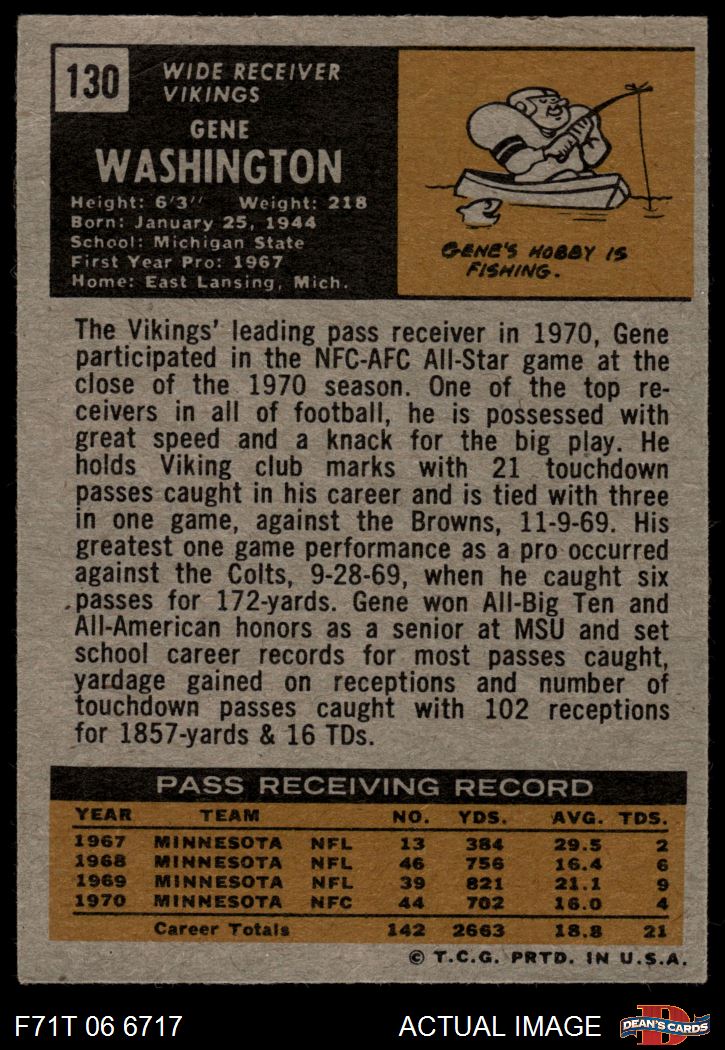 130
WIDE RECEIVER
VIKINGS
GENE
WASHINGTON
Height: 6'3" Weight: 218
Born: January 25, 1944
School: Michigan State
First Year Pro: 1967
Home: East Lansing, Mich.
GENE'S HOBBY IS
FISHING.
The Vikings' leading pass receiver in 1970, Gene
participated in the NFC-AFC All-Star game at the
close of the 1970 season. One of the top re-
ceivers in all of football, he is possessed with
great speed and a knack for the big play. He
holds Viking club marks with 21 touchdown
passes caught in his career and is tied with three
in one game, against the Browns, 11-9-69. His
greatest one game performance as a pro occurred
against the Colts, 9-28-69, when he caught six
passes for 172-yards. Gene won All-Big Ten and
All-American honors as a senior at MSU and set
school career records for most passes caught,
yardage gained on receptions and number of
touchdown passes caught with 102 receptions
for 1857-yards & 16 TDs.
PASS RECEIVING RECORD
YEAR TEAM NO. YDS. AVG. TDS.
1967 MINNESOTA NFL 13 384 29.5 2
1968 MINNESOTA NFL 46 756 16.4 6
1969 MINNESOTA NFL 39 821 21.1 9
1970 MINNESOTA NFC 44 702 16.0 4
Career Totals 142 2663 18.8 21
© T.C.G. PRTD. IN U.S.A.
F71T 06 6717 ACTUAL IMAGE D DEAN'S CARDS